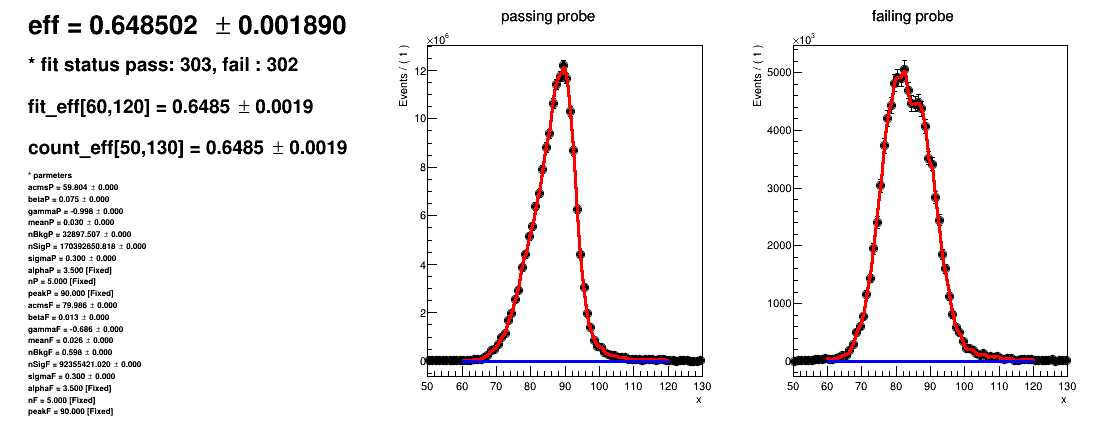 eff = 0.648502 ± 0.001890
* fit status pass: 303, fail : 302
fit_eff[60,120] = 0.6485 ± 0.0019
count_eff[50,130] = 0.6485 ± 0.0019
* parmeters
acmsP = 59.804 ± 0.000
betaP = 0.075 ± 0.000
gammaP = -0.998 ± 0.000
meanP = 0.030 ± 0.000
nBkgP = 32897.507 ± 0.000
nSigP = 170392650.818 ± 0.000
sigmaP = 0.300 ± 0.000
alphaP = 3.500 [Fixed]
nP = 5.000 [Fixed]
peakP = 90.000 [Fixed]
acmsF = 79.986 ± 0.000
betaF = 0.013 ± 0.000
gammaF = -0.686 ± 0.000
meanF = 0.026 ± 0.000
nBkgF = 0.598 ± 0.000
nSigF = 92355421.020 ± 0.000
sigmaF = 0.300 ± 0.000
alphaF = 3.500 [Fixed]
nF = 5.000 [Fixed]
peakF = 90.000 [Fixed]
passing probe
×10⁶
Events / ( 1 )
12
10
8
6
4
2
0
50 60 70 80 90 100 110 120 130
x
failing probe
×10³
Events / ( 1 )
5000
4000
3000
2000
1000
0
50 60 70 80 90 100 110 120 130
x